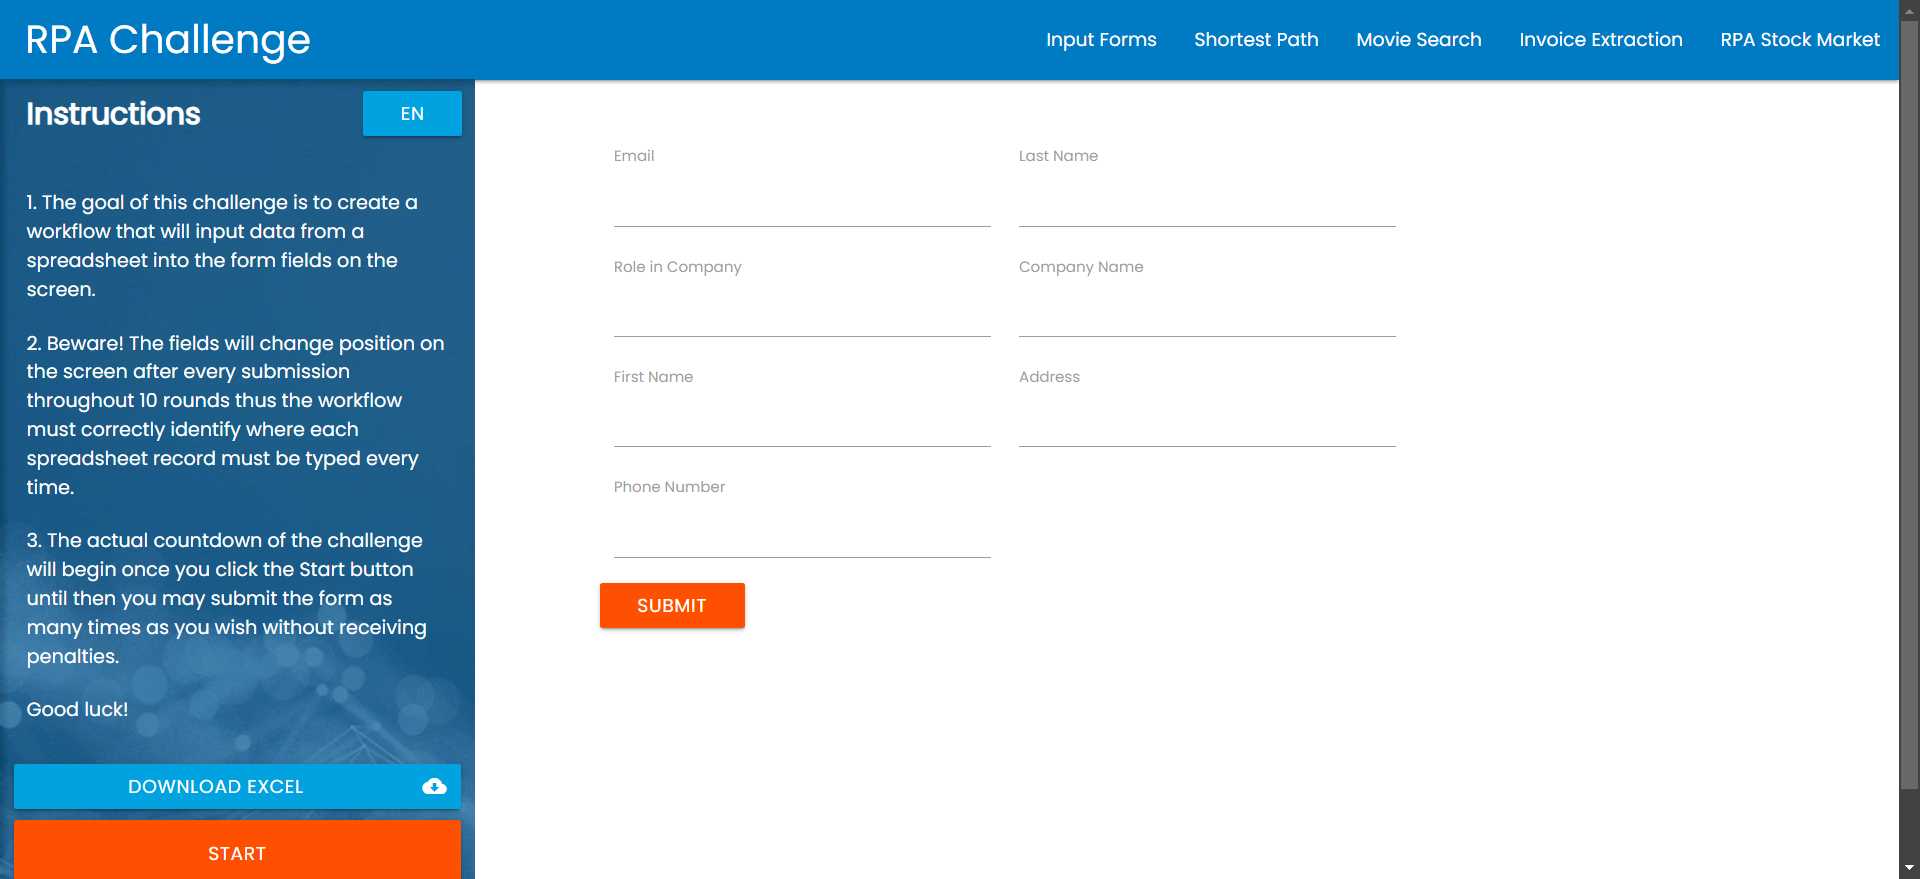 RPA Challenge
Input Forms
Shortest Path
Movie Search
Invoice Extraction
RPA Stock Market
Instructions
EN
1. The goal of this challenge is to create a
workflow that will input data from a
spreadsheet into the form fields on the
screen.
2. Beware! The fields will change position on
the screen after every submission
throughout 10 rounds thus the workflow
must correctly identify where each
spreadsheet record must be typed every
time.
3. The actual countdown of the challenge
will begin once you click the Start button
until then you may submit the form as
many times as you wish without receiving
penalties.
Good luck!
DOWNLOAD EXCEL
START
Email
Last Name
Role in Company
Company Name
First Name
Address
Phone Number
SUBMIT